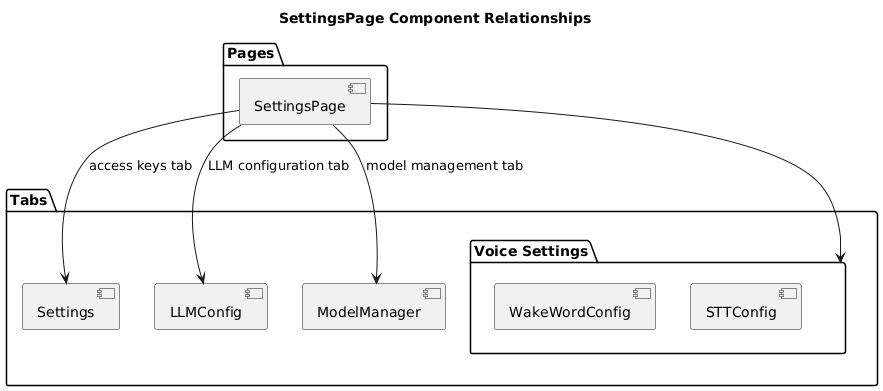 SettingsPage Component Relationships
Pages
SettingsPage
access keys tab
LLM configuration tab
model management tab
Tabs
Voice Settings
Settings
LLMConfig
ModelManager
WakeWordConfig
STTConfig